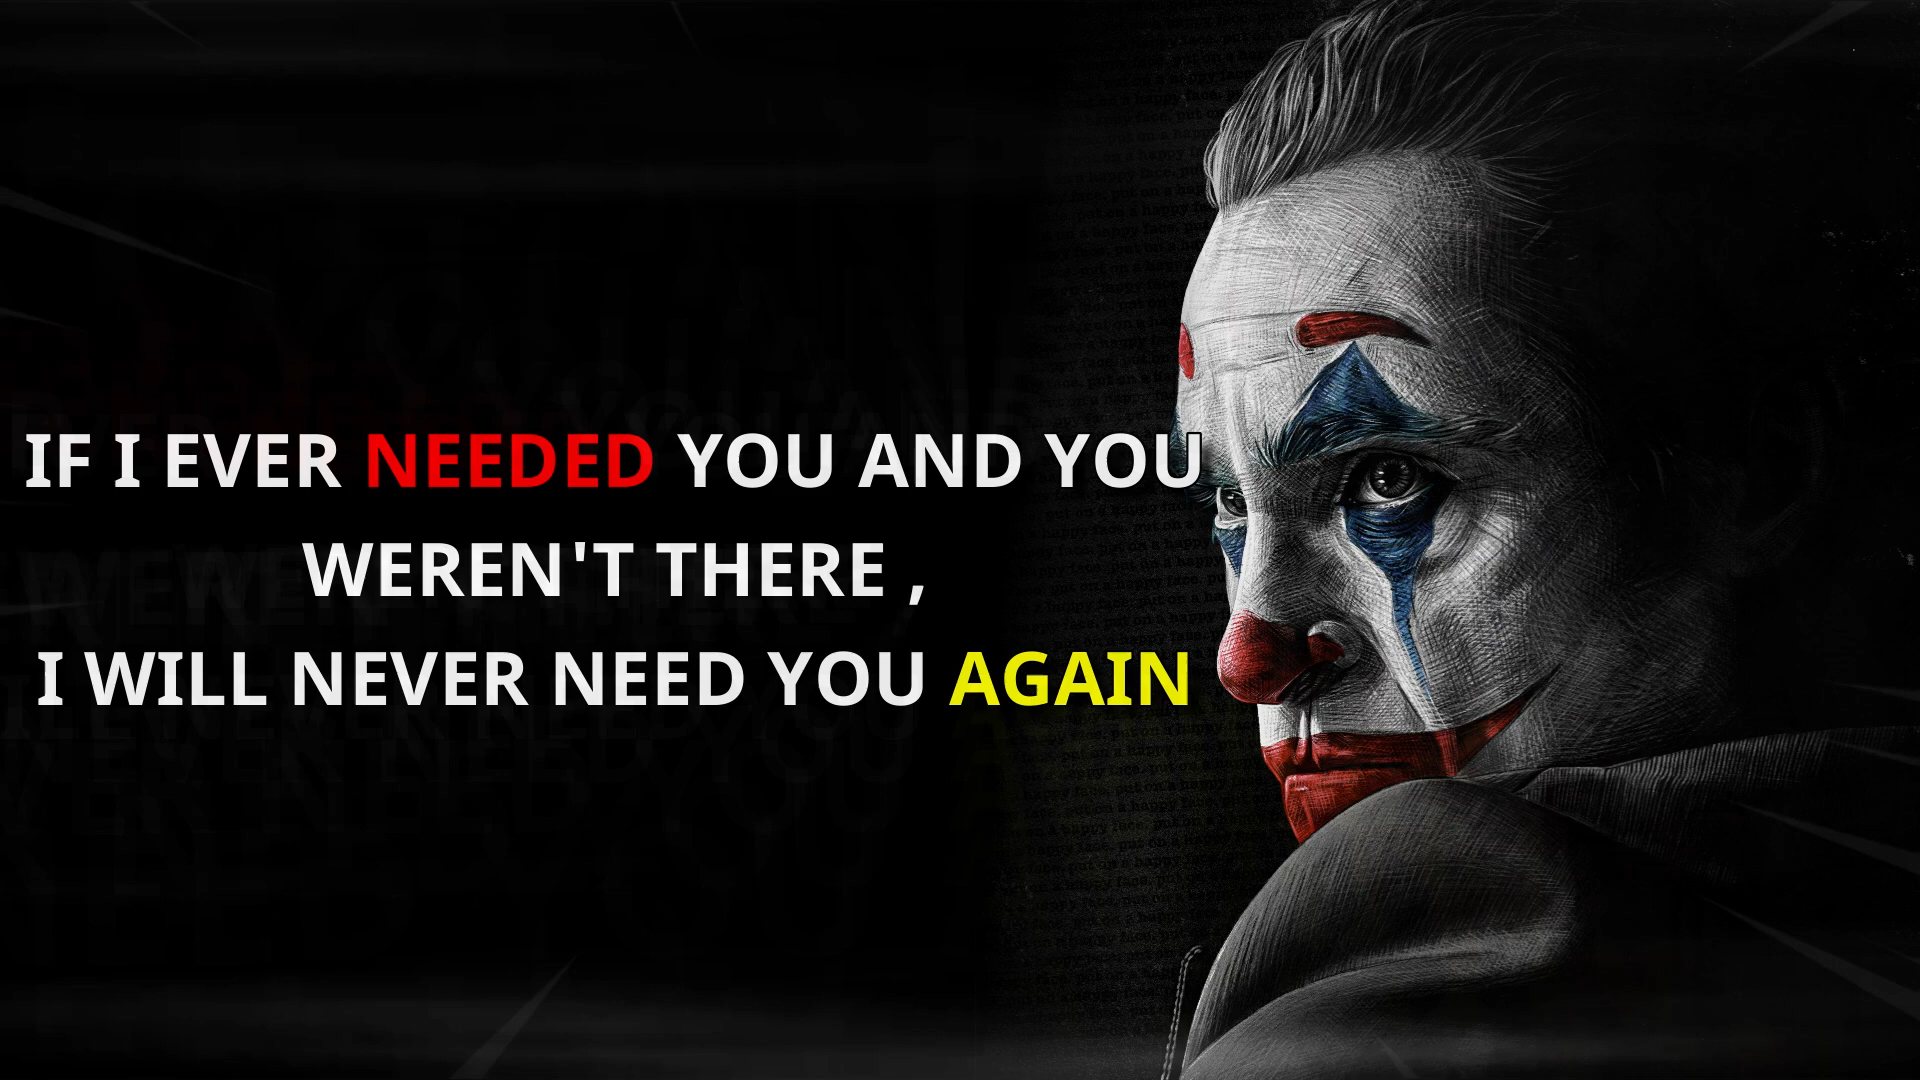 IF I EVER NEEDED YOU AND YOU
WEREN'T THERE ,
I WILL NEVER NEED YOU AGAIN